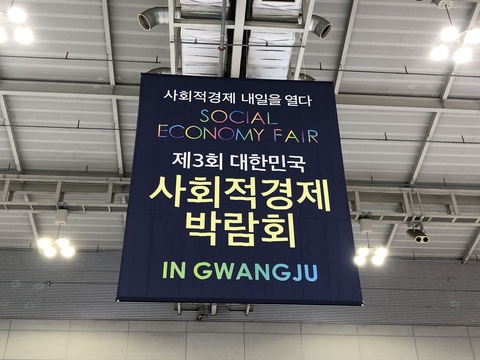 사회적경제 내일을 열다
SOCIAL
ECONOMY FAIR
제3회 대한민국
사회적경제
박람회
IN GWANGJU